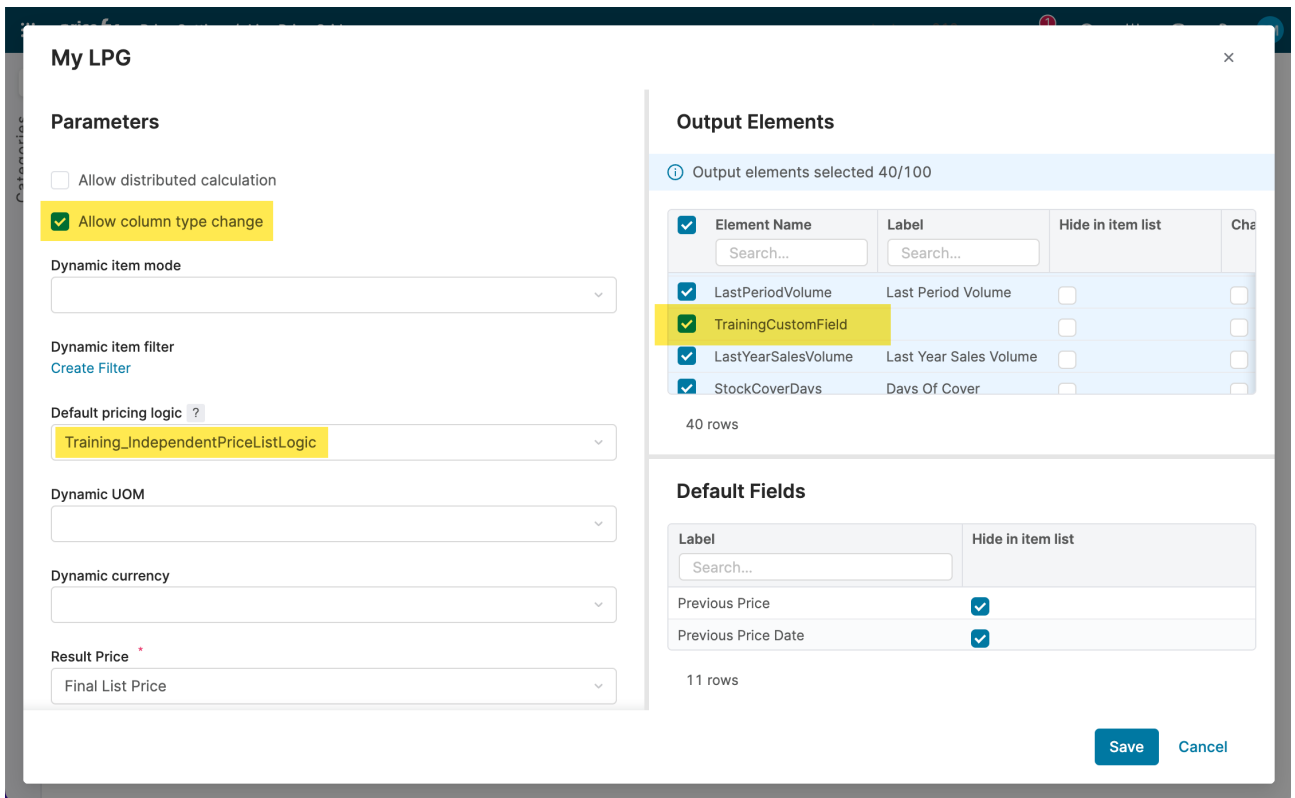 1
My LPG
Categories
Parameters
Allow distributed calculation
Allow column type change
Dynamic item mode
Dynamic item filter
Create Filter
Default pricing logic ?
Training_IndependentPriceListLogic
Dynamic UOM
Dynamic currency
Result Price *
Final List Price
Output Elements
Output elements selected 40/100
Element Name Label Hide in item list Cha
Search... Search...
LastPeriodVolume Last Period Volume
TrainingCustomField
LastYearSalesVolume Last Year Sales Volume
StockCoverDays Days Of Cover
40 rows
Default Fields
Label Hide in item list
Search...
Previous Price
Previous Price Date
11 rows
Save Cancel